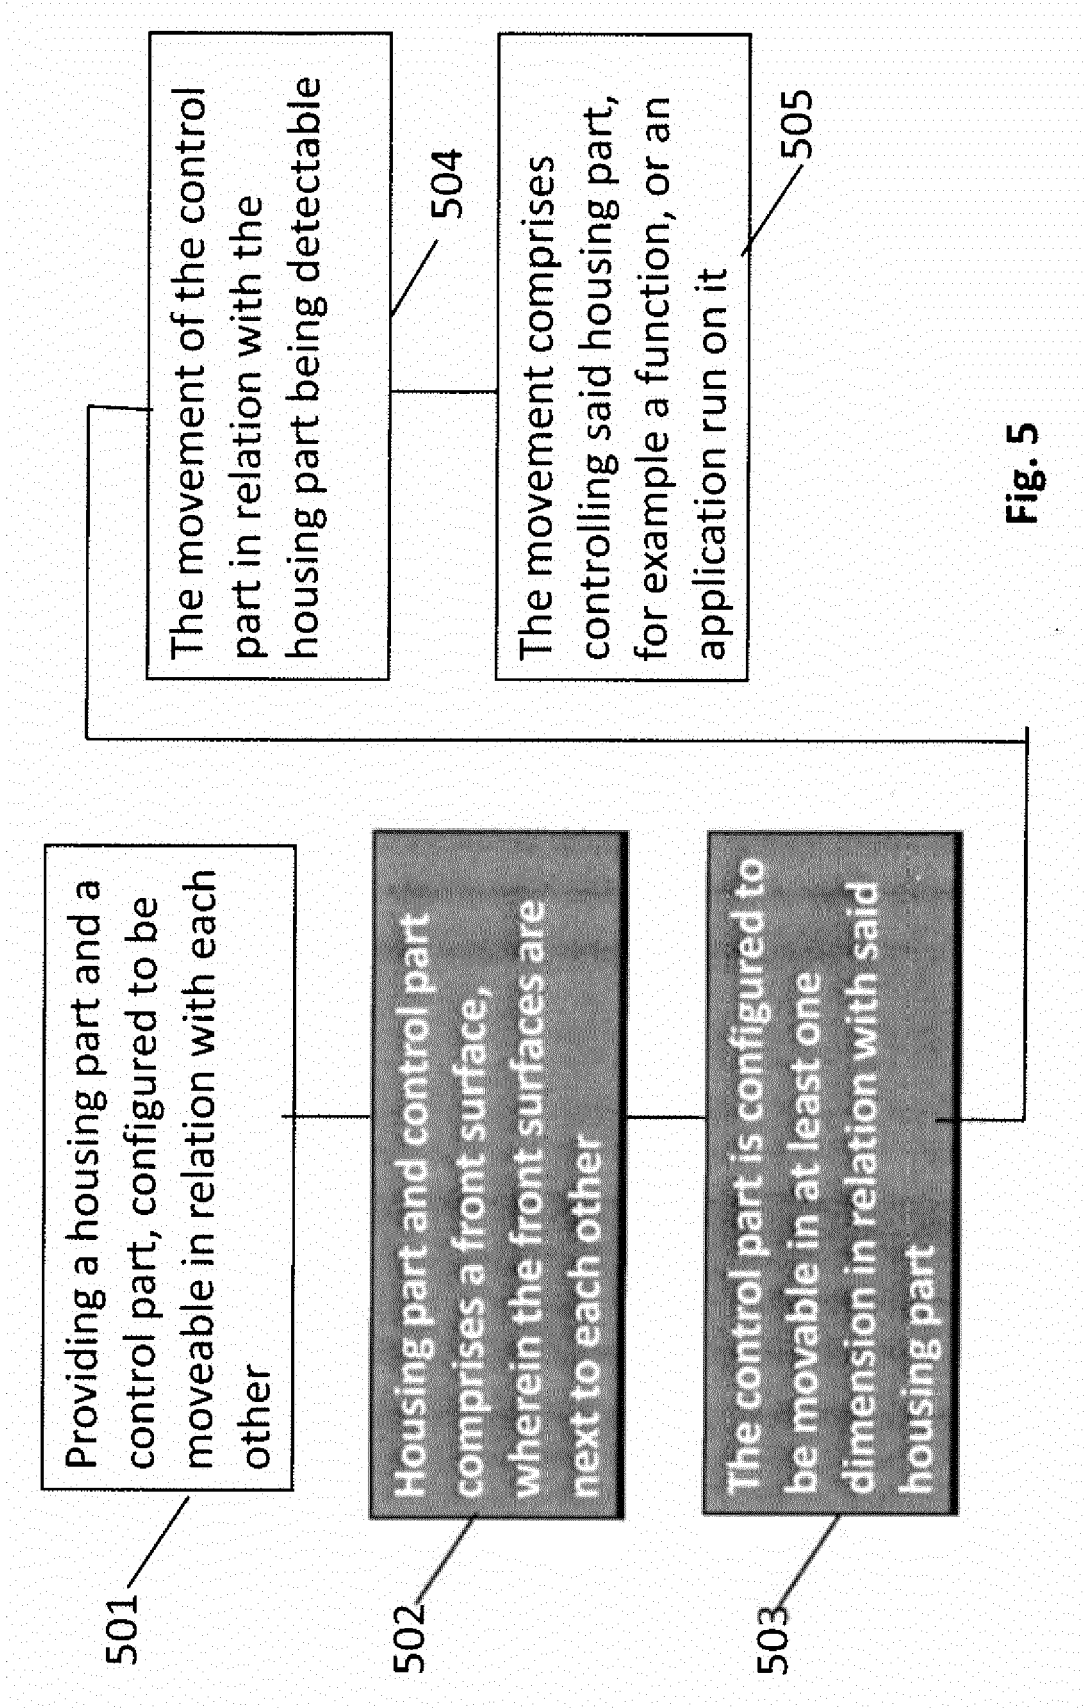 501
Providing a housing part and a
control part, configured to be
moveable in relation with each
other
502
Housing part and control part
comprises a front surface,
wherein the front surfaces are
next to each other
503
The control part is configured to
be movable in at least one
dimension in relation with said
housing part
The movement of the control
part in relation with the
housing part being detectable
504
The movement comprises
controlling said housing part,
for example a function, or an
application run on it
505
Fig. 5